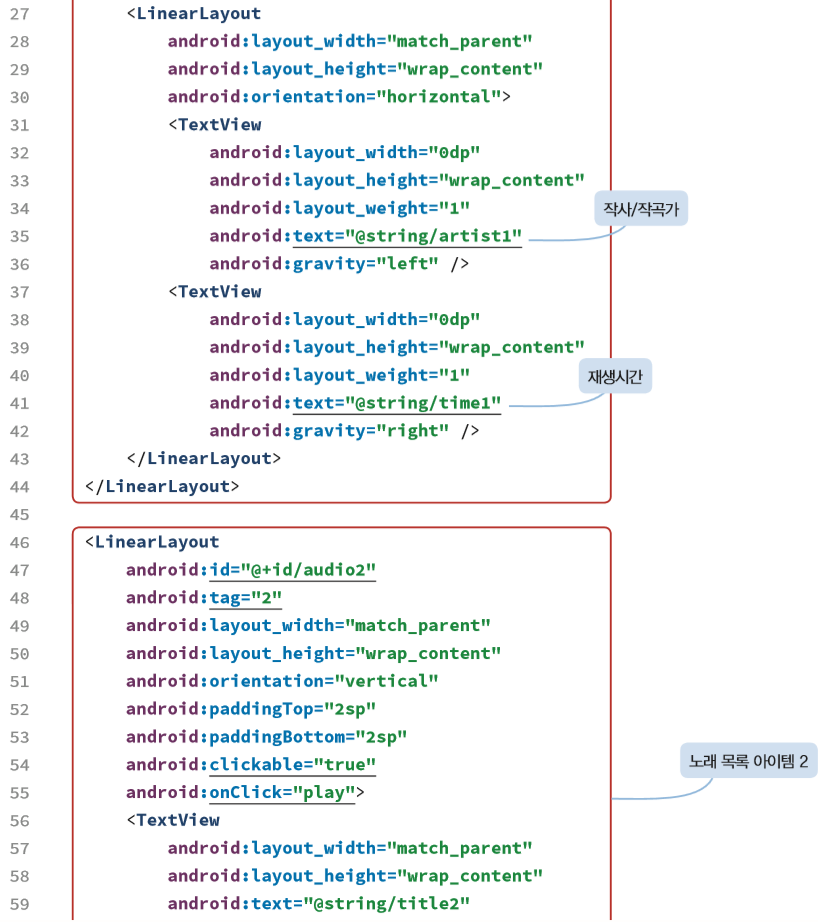 27 <LinearLayout
28 android:layout_width="match_parent"
29 android:layout_height="wrap_content"
30 android:orientation="horizontal">
31 <TextView
32 android:layout_width="0dp"
33 android:layout_height="wrap_content"
34 android:layout_weight="1"
작사/작곡가
35 android:text="@string/artist1"
36 android:gravity="left" />
37 <TextView
38 android:layout_width="0dp"
39 android:layout_height="wrap_content"
40 android:layout_weight="1"
재생시간
41 android:text="@string/time1"
42 android:gravity="right" />
43 </LinearLayout>
44 </LinearLayout>
45
46 <LinearLayout
47 android:id="@+id/audio2"
48 android:tag="2"
49 android:layout_width="match_parent"
50 android:layout_height="wrap_content"
51 android:orientation="vertical"
52 android:paddingTop="2sp"
53 android:paddingBottom="2sp"
54 android:clickable="true"
노래 목록 아이템 2
55 android:onClick="play">
56 <TextView
57 android:layout_width="match_parent"
58 android:layout_height="wrap_content"
59 android:text="@string/title2"